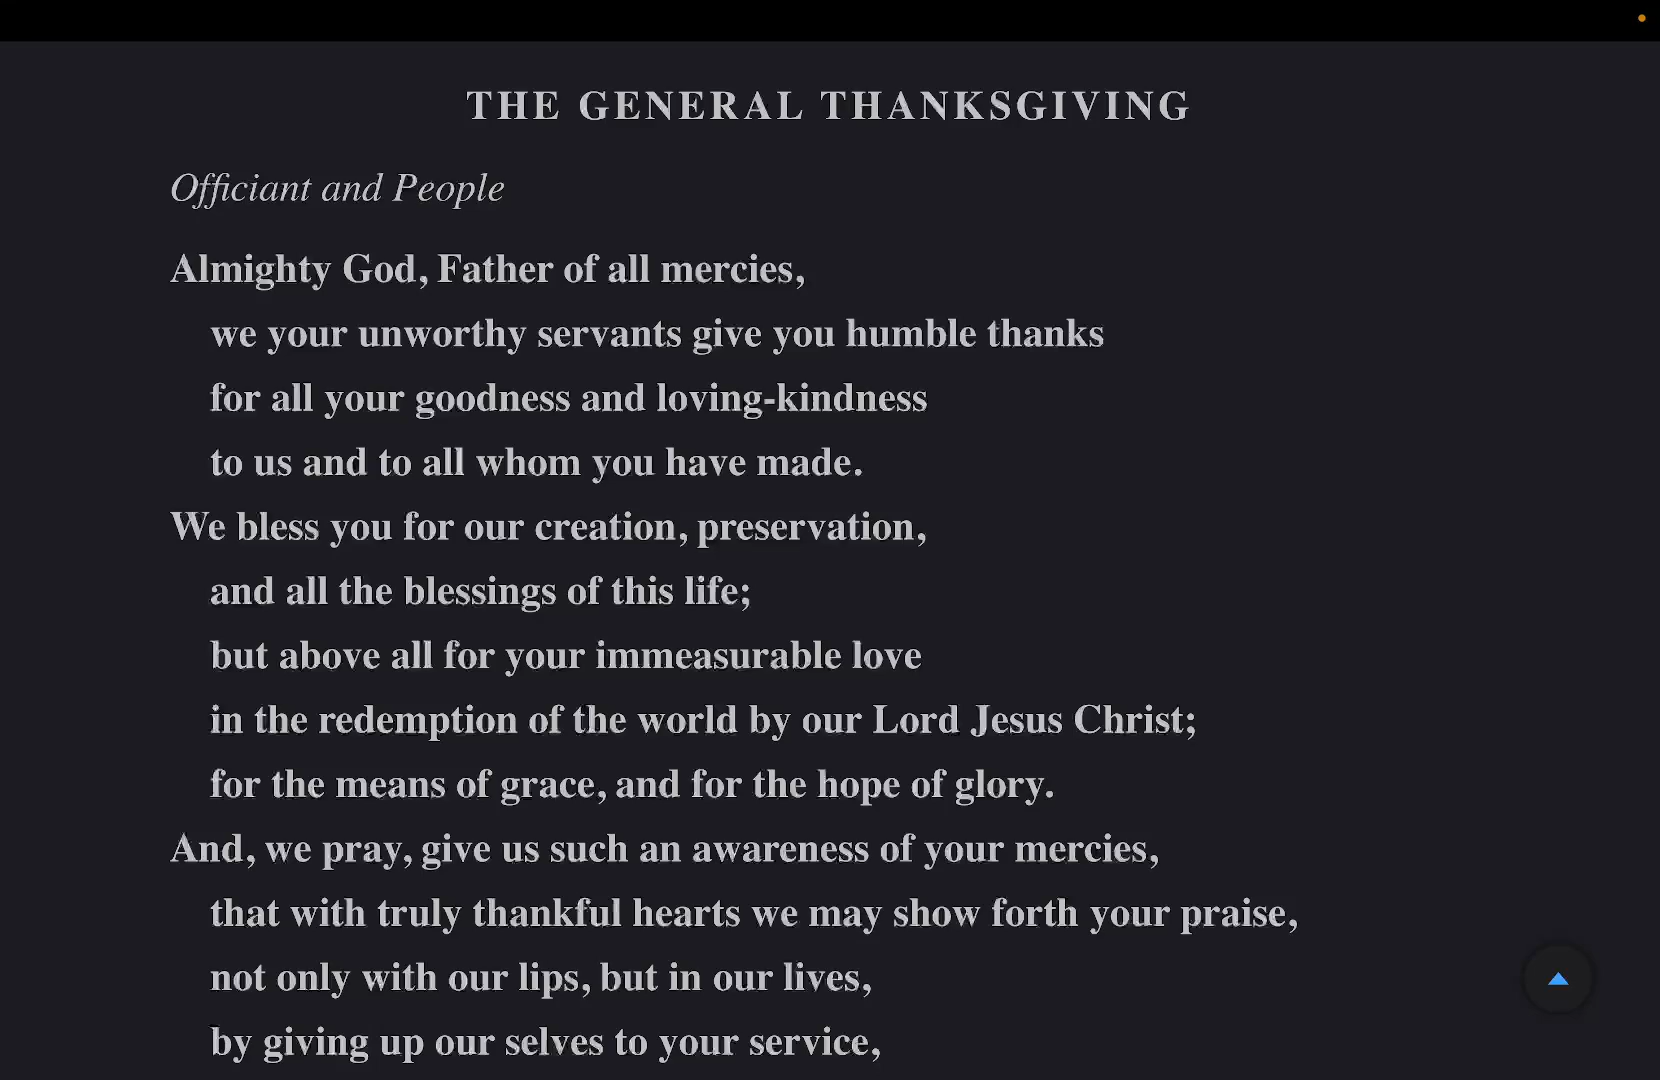 THE GENERAL THANKSGIVING
Officiant and People
Almighty God, Father of all mercies,
we your unworthy servants give you humble thanks
for all your goodness and loving-kindness
to us and to all whom you have made.
We bless you for our creation, preservation,
and all the blessings of this life;
but above all for your immeasurable love
in the redemption of the world by our Lord Jesus Christ;
for the means of grace, and for the hope of glory.
And, we pray, give us such an awareness of your mercies,
that with truly thankful hearts we may show forth your praise,
not only with our lips, but in our lives,
by giving up our selves to your service,